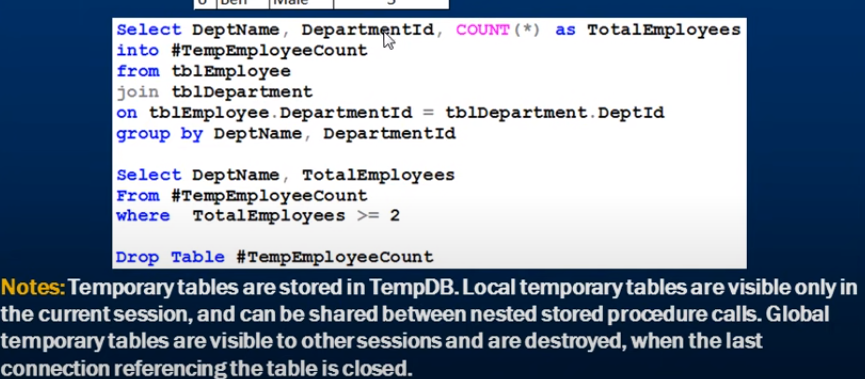 Select DeptName, DepartmentId, COUNT(*) as TotalEmployees
into #TempEmployeeCount
from tblEmployee
join tblDepartment
on tblEmployee.DepartmentId = tblDepartment.DeptId
group by DeptName, DepartmentId
Select DeptName, TotalEmployees
From #TempEmployeeCount
where TotalEmployees >= 2
Drop Table #TempEmployeeCount
Notes: Temporary tables are stored in TempDB. Local temporary tables are visible only in
the current session, and can be shared between nested stored procedure calls. Global
temporary tables are visible to other sessions and are destroyed, when the last
connection referencing the table is closed.